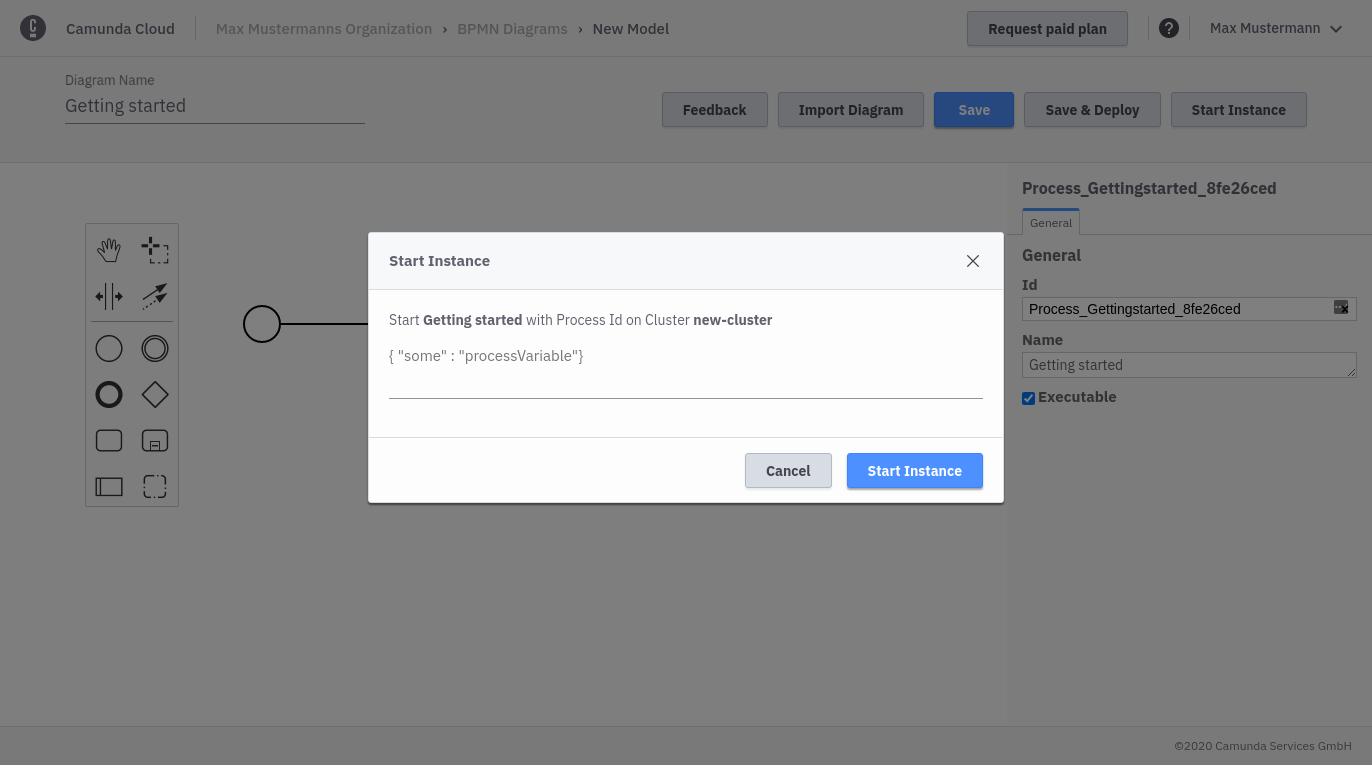 Camunda Cloud
Max Mustermanns Organization › BPMN Diagrams › New Model
Request paid plan
?
Max Mustermann
Diagram Name
Getting started
Feedback
Import Diagram
Save
Save & Deploy
Start Instance
Process_Gettingstarted_8fe26ced
General
General
Id
Process_Gettingstarted_8fe26ced
Name
Getting started
Executable
Start Instance
Start Getting started with Process Id on Cluster new-cluster
{ "some" : "processVariable"}
Cancel
Start Instance
©2020 Camunda Services GmbH